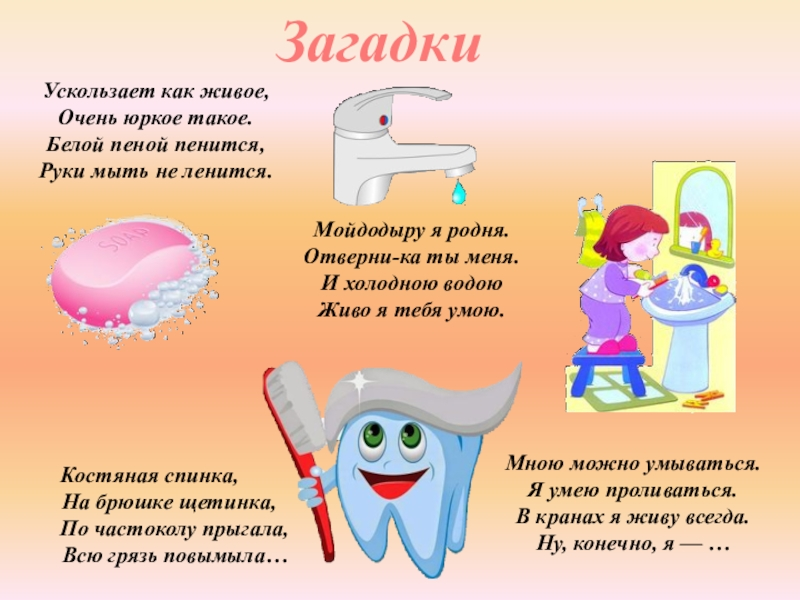 Загадки
Ускользает как живое,
Очень юркое такое.
Белой пеной пенится,
Руки мыть не ленится.
SOAP
Мойдодыру я родня.
Отверни-ка ты меня.
И холодною водою
Живо я тебя умою.
Костяная спинка,
На брюшке щетинка,
По частоколу прыгала,
Всю грязь повымыла…
Мною можно умываться.
Я умею проливаться.
В кранах я живу всегда.
Ну, конечно, я — …